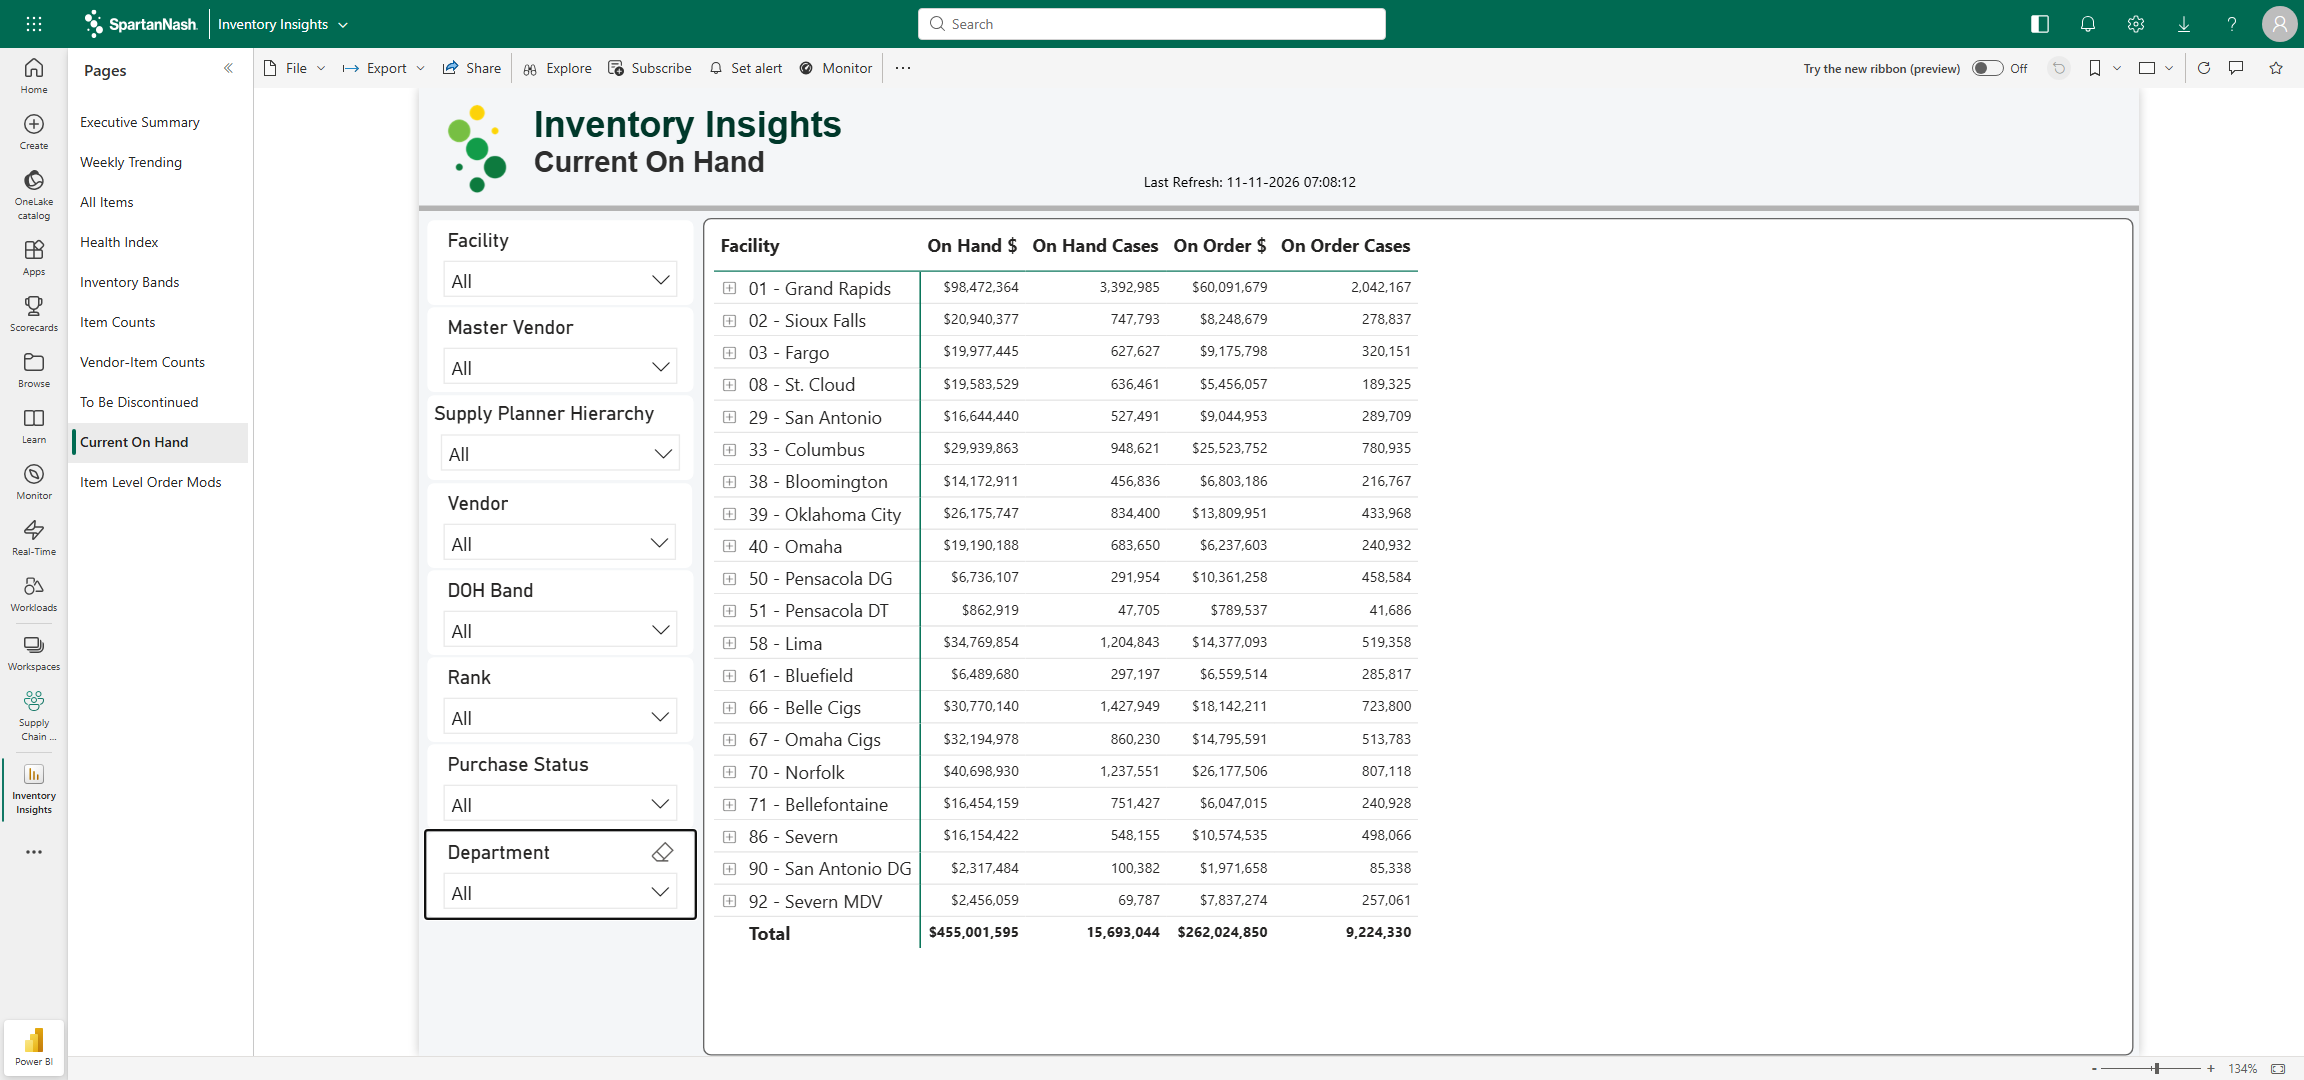 SpartanNash
Inventory Insights
Search
Home
Create
OneLake
catalog
Apps
Scorecards
Browse
Learn
Monitor
Real-Time
Workloads
Workspaces
Supply
Chain ...
Inventory
Insights
Power BI
Pages
Executive Summary
Weekly Trending
All Items
Health Index
Inventory Bands
Item Counts
Vendor-Item Counts
To Be Discontinued
Current On Hand
Item Level Order Mods
File Export Share Explore Subscribe Set alert Monitor ...
Try the new ribbon (preview) Off
Inventory Insights
Current On Hand
Last Refresh: 11-11-2026 07:08:12
Facility
All
Master Vendor
All
Supply Planner Hierarchy
All
Vendor
All
DOH Band
All
Rank
All
Purchase Status
All
Department
All
Facility On Hand $ On Hand Cases On Order $ On Order Cases
01 - Grand Rapids $98,472,364 3,392,985 $60,091,679 2,042,167
02 - Sioux Falls $20,940,377 747,793 $8,248,679 278,837
03 - Fargo $19,977,445 627,627 $9,175,798 320,151
08 - St. Cloud $19,583,529 636,461 $5,456,057 189,325
29 - San Antonio $16,644,440 527,491 $9,044,953 289,709
33 - Columbus $29,939,863 948,621 $25,523,752 780,935
38 - Bloomington $14,172,911 456,836 $6,803,186 216,767
39 - Oklahoma City $26,175,747 834,400 $13,809,951 433,968
40 - Omaha $19,190,188 683,650 $6,237,603 240,932
50 - Pensacola DG $6,736,107 291,954 $10,361,258 458,584
51 - Pensacola DT $862,919 47,705 $789,537 41,686
58 - Lima $34,769,854 1,204,843 $14,377,093 519,358
61 - Bluefield $6,489,680 297,197 $6,559,514 285,817
66 - Belle Cigs $30,770,140 1,427,949 $18,142,211 723,800
67 - Omaha Cigs $32,194,978 860,230 $14,795,591 513,783
70 - Norfolk $40,698,930 1,237,551 $26,177,506 807,118
71 - Bellefontaine $16,454,159 751,427 $6,047,015 240,928
86 - Severn $16,154,422 548,155 $10,574,535 498,066
90 - San Antonio DG $2,317,484 100,382 $1,971,658 85,338
92 - Severn MDV $2,456,059 69,787 $7,837,274 257,061
Total $455,001,595 15,693,044 $262,024,850 9,224,330
- + 134%